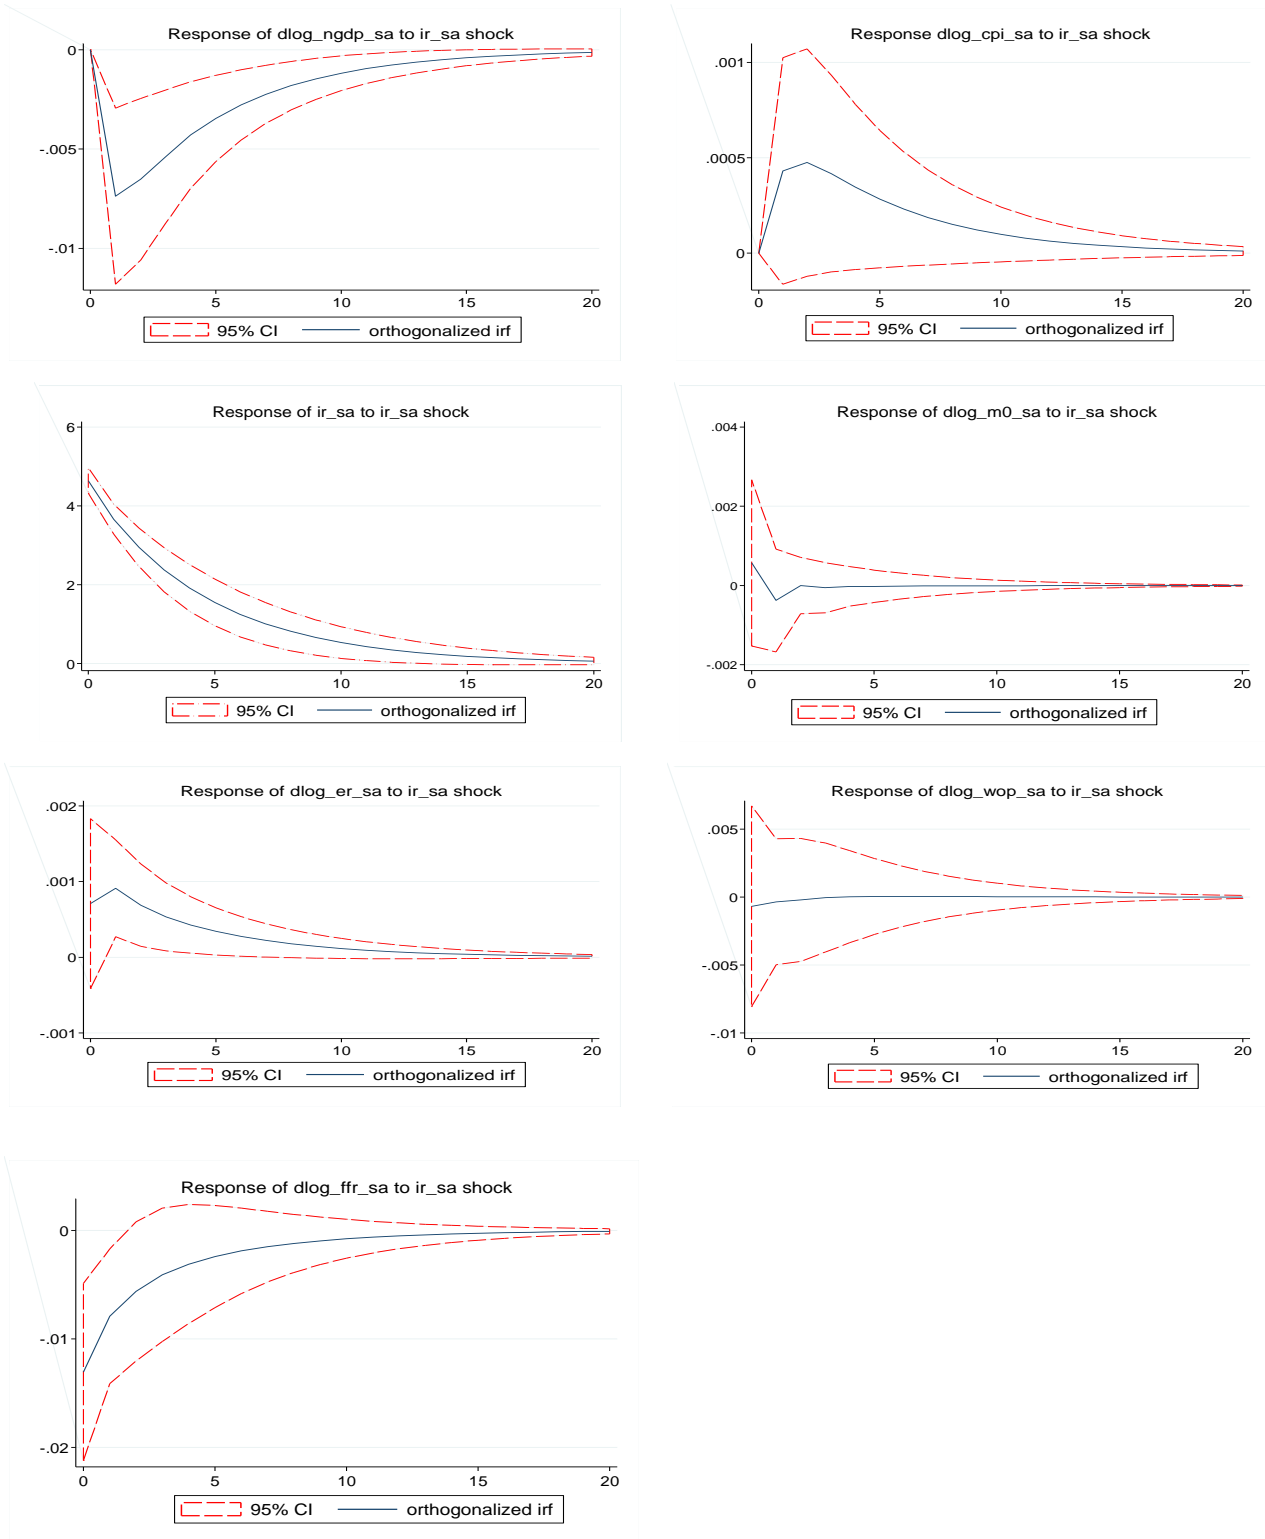 Response of dlog_ngdp_sa to ir_sa shock
0
-.005
-.01
0 5 10 15 20
95% CI orthogonalized irf
Response dlog_cpi_sa to ir_sa shock
.001
.0005
0
0 5 10 15 20
95% CI orthogonalized irf
Response of ir_sa to ir_sa shock
6
4
2
0
0 5 10 15 20
95% CI orthogonalized irf
Response of dlog_m0_sa to ir_sa shock
.004
.002
0
-.002
0 5 10 15 20
95% CI orthogonalized irf
Response of dlog_er_sa to ir_sa shock
.002
.001
0
-.001
0 5 10 15 20
95% CI orthogonalized irf
Response of dlog_wop_sa to ir_sa shock
.005
0
-.005
-.01
0 5 10 15 20
95% CI orthogonalized irf
Response of dlog_ffr_sa to ir_sa shock
0
-.01
-.02
0 5 10 15 20
95% CI orthogonalized irf